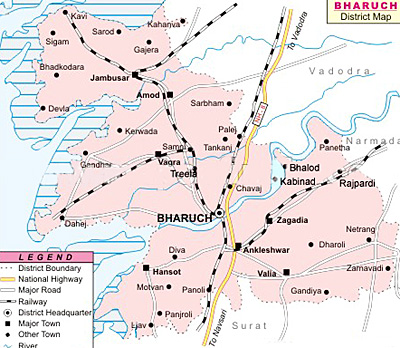 BHARUCH
District Map
Kavi
Sarod
Kahanva
Sigam
Gajera
To Vadodra
Bhadkodara
Jambusar
Vadodra
Amod
Devla
Sarbham
NH 8
Kerwada
Palej
Samni
Tankanj
Panetha
Narmada
Gandhar
Vagra
Treela
Bhalod
Kabinad
Rajpardi
Chavaj
BHARUCH
Dahej
Zagadia
Netrang
Diva
Ankleshwar
Dharoli
Hansot
Valia
Zamavadi
Motvan
Panoli
Gandiya
Panjroli
Surat
To Navsari
LEGEND
District Boundary
National Highway
Major Road
Railway
District Headquarter
Major Town
Other Town
River